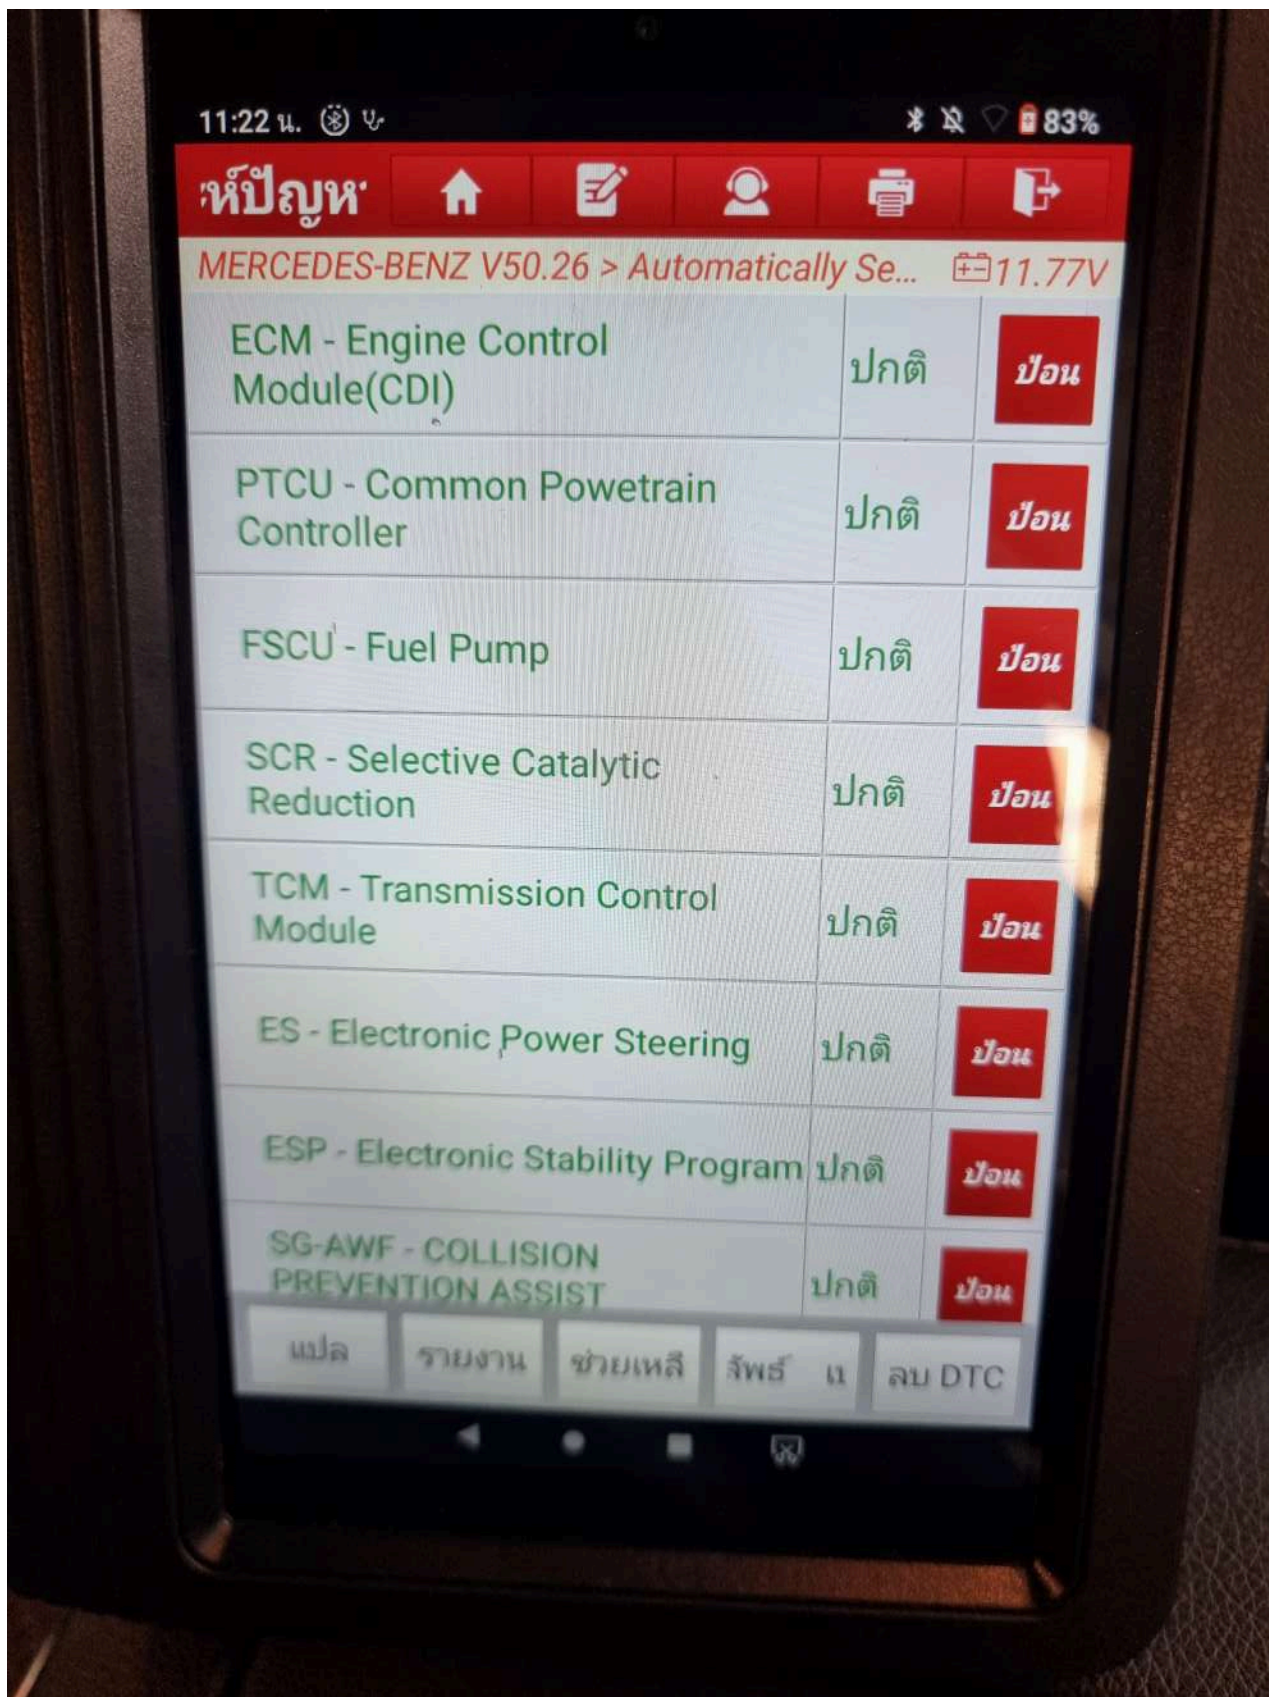 11:22 น. 83%
ห์ปัญห
MERCEDES-BENZ V50.26 > Automatically Se... 11.77V
ECM - Engine Control
Module(CDI)
ปกติ
ป้อน
PTCU - Common Powetrain
Controller
ปกติ
ป้อน
FSCU - Fuel Pump
ปกติ
ป้อน
SCR - Selective Catalytic
Reduction
ปกติ
ป้อน
TCM - Transmission Control
Module
ปกติ
ป้อน
ES - Electronic Power Steering
ปกติ
ป้อน
ESP - Electronic Stability Program
ปกติ
ป้อน
SG-AWF - COLLISION
PREVENTION ASSIST
ปกติ
ป้อน
แปล
รายงาน
ช่วยเหลื
ลบ DTC